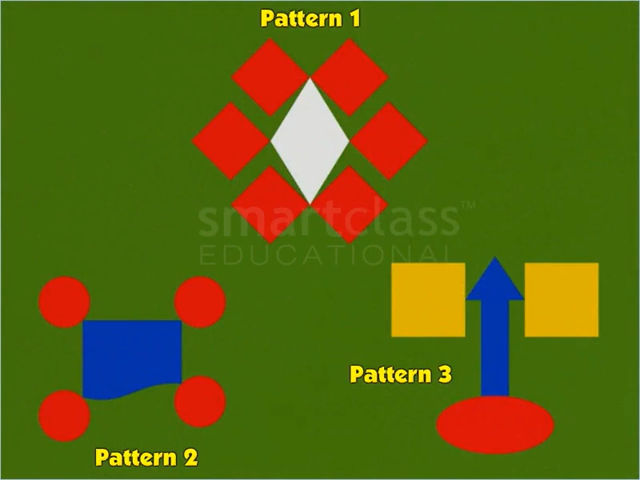 Pattern 1
smartclass™
EDUCATIONAL
Pattern 3
Pattern 2